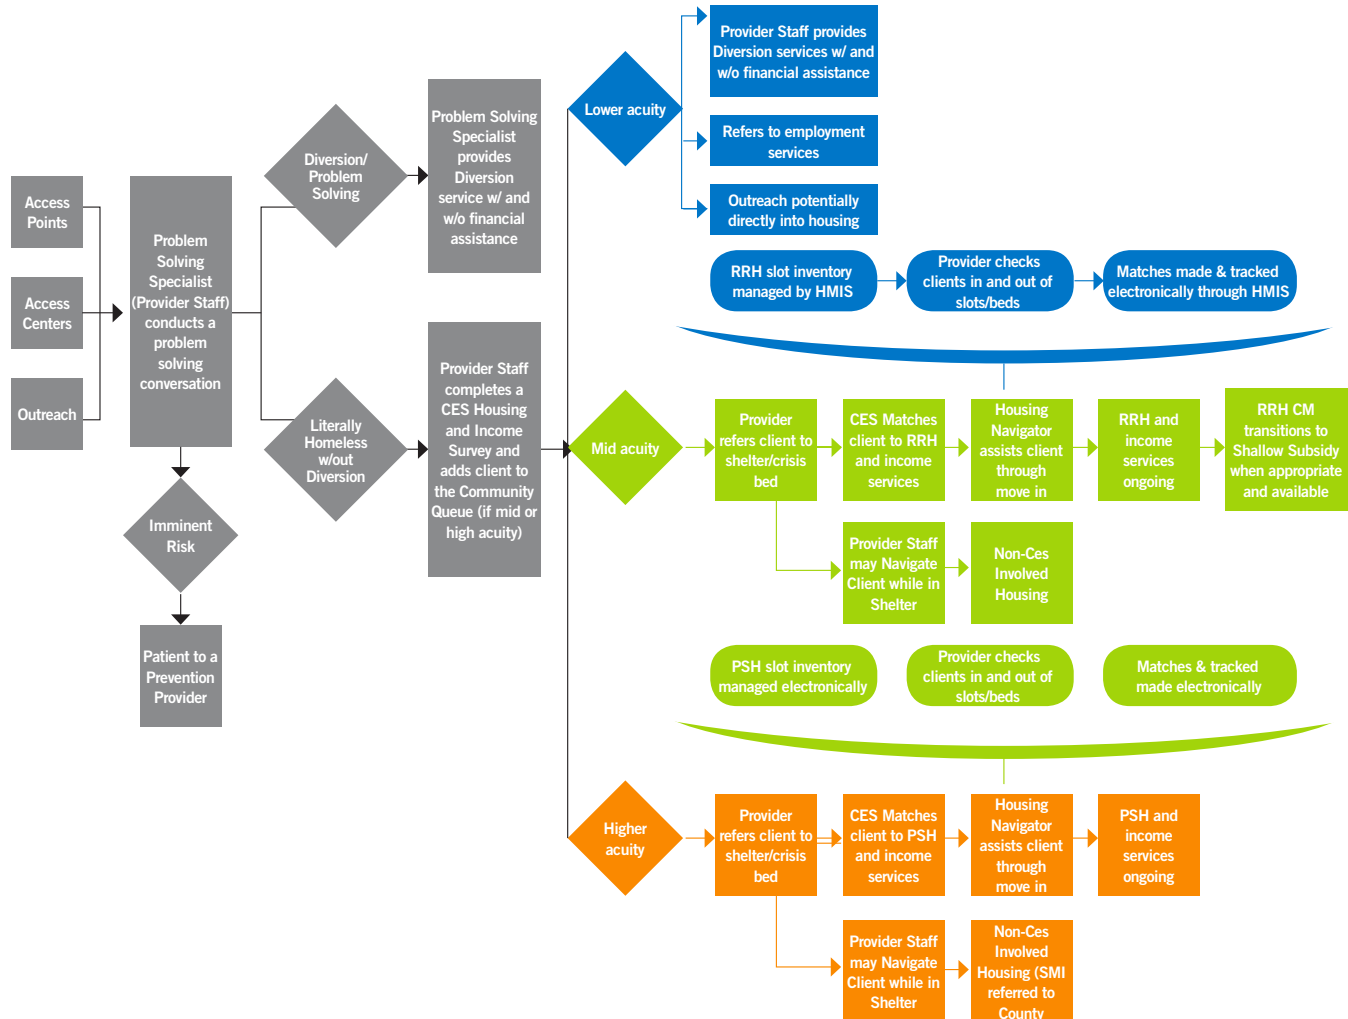 Access
Points
Access
Centers
Outreach
Problem
Solving
Specialist
(Provider Staff)
conducts a
problem
solving
conversation
Imminent
Risk
Patient to a
Prevention
Provider
Diversion/
Problem
Solving
Literally
Homeless
w/out
Diversion
Problem Solving
Specialist
provides
Diversion
service w/ and
w/o financial
assistance
Provider Staff
completes a
CES Housing
and Income
Survey and
adds client to
the Community
Queue (if mid or
high acuity)
Lower acuity
Provider Staff provides
Diversion services w/ and
w/o financial assistance
Refers to employment
services
Outreach potentially
directly into housing
RRH slot inventory
managed by HMIS
Provider checks
clients in and out of
slots/beds
Matches made & tracked
electronically through HMIS
Mid acuity
Provider
refers client to
shelter/crisis
bed
CES Matches
client to RRH
and income
services
Housing
Navigator
assists client
through
move in
RRH and
income
services
ongoing
RRH CM
transitions to
Shallow Subsidy
when appropriate
and available
Provider Staff
may Navigate
Client while in
Shelter
Non-Ces
Involved
Housing
PSH slot inventory
managed electronically
Provider checks
clients in and out of
slots/beds
Matches & tracked
made electronically
Higher
acuity
Provider
refers client to
shelter/crisis
bed
CES Matches
client to PSH
and income
services
Housing
Navigator
assists client
through
move in
PSH and
income
services
ongoing
Provider Staff
may Navigate
Client while in
Shelter
Non-Ces
Involved
Housing (SMI
referred to
County